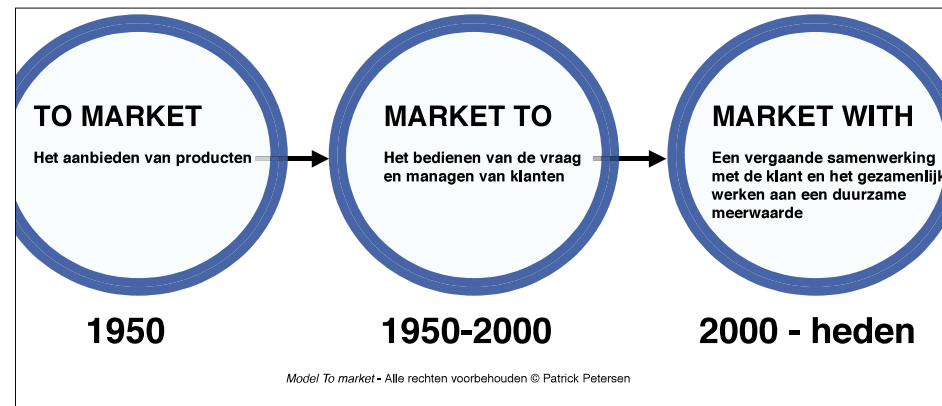 TO MARKET
Het aanbieden van producten
MARKET TO
Het bedienen van de vraag
en managen van klanten
MARKET WITH
Een vergaande samenwerking
met de klant en het gezamenlijk
werken aan een duurzame
meerwaarde
1950
1950-2000
2000 - heden
Model To market - Alle rechten voorbehouden © Patrick Petersen